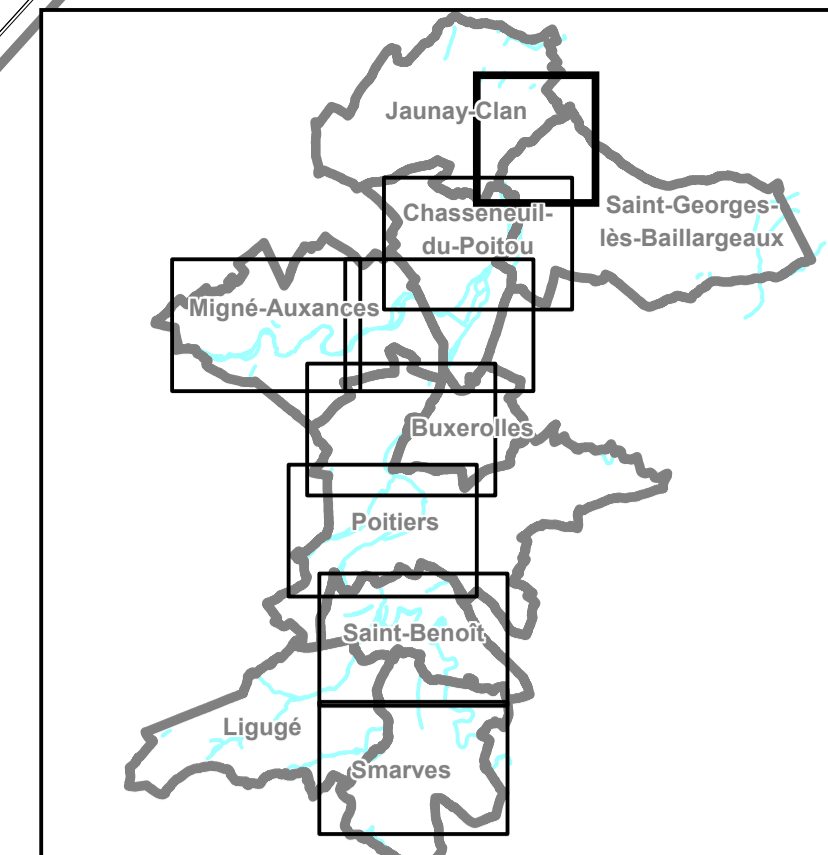 Jaunay-Clan
Saint-Georges-
lès-Baillargeaux
Chasseneuil-
du-Poitou
Migné-Auxances
Buxerolles
Poitiers
Saint-Benoît
Ligugé
Smarves